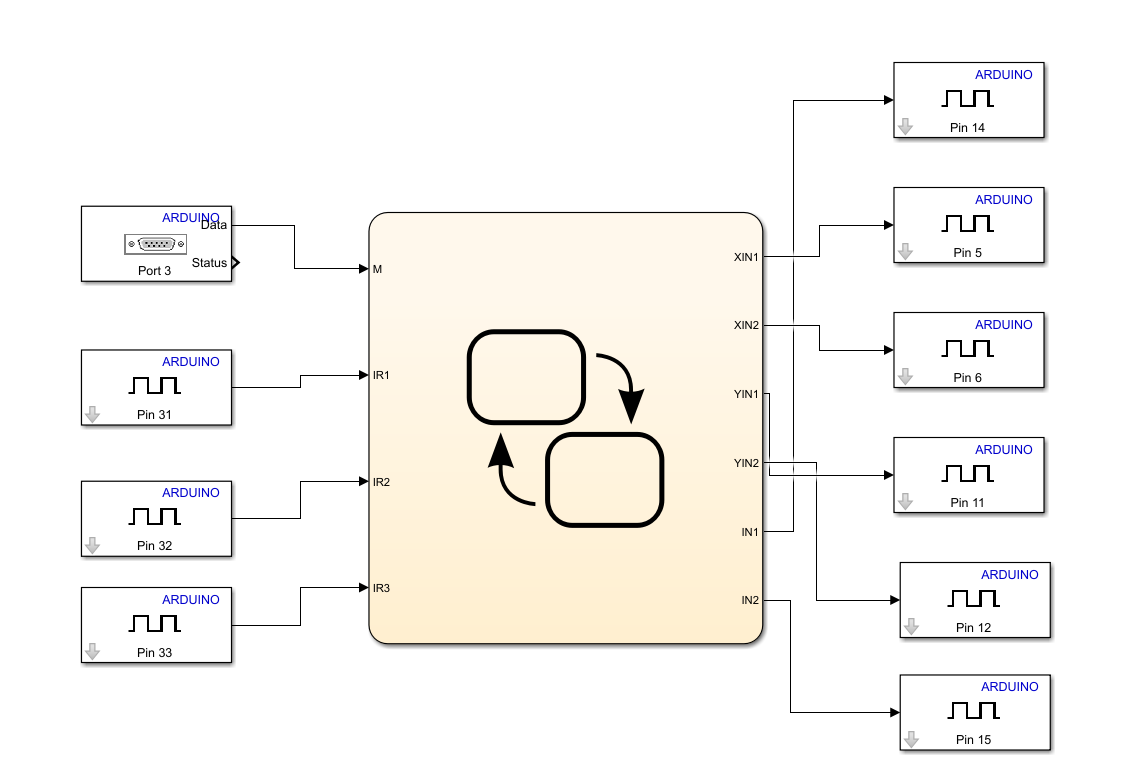 ARDUINO
Data
Status
Port 3
ARDUINO
Pin 31
ARDUINO
Pin 32
ARDUINO
Pin 33
M
IR1
IR2
IR3
XIN1
XIN2
YIN1
YIN2
IN1
IN2
ARDUINO
Pin 14
ARDUINO
Pin 5
ARDUINO
Pin 6
ARDUINO
Pin 11
ARDUINO
Pin 12
ARDUINO
Pin 15